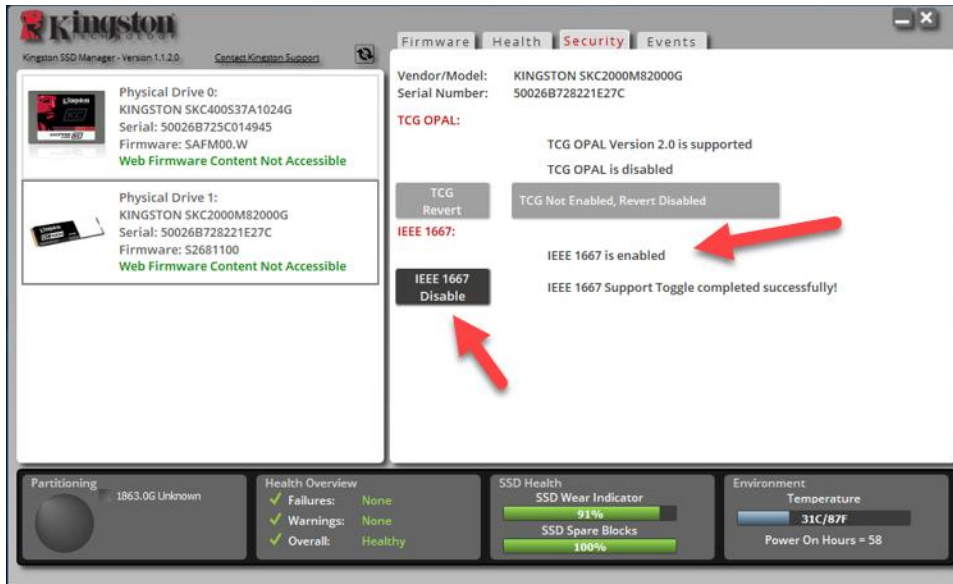 Kingston
TECHNOLOGY
Kingston SSD Manager - Version 1.1.2.0
Contact Kingston Support
Firmware Health Security Events
Physical Drive 0:
KINGSTON SKC400S37A1024G
Serial: 50026B725C014945
Firmware: SAFM00.W
Web Firmware Content Not Accessible
Physical Drive 1:
KINGSTON SKC2000M82000G
Serial: 50026B728221E27C
Firmware: S2681100
Web Firmware Content Not Accessible
Vendor/Model: KINGSTON SKC2000M82000G
Serial Number: 50026B728221E27C
TCG OPAL:
TCG OPAL Version 2.0 is supported
TCG OPAL is disabled
TCG
Revert
TCG Not Enabled, Revert Disabled
IEEE 1667:
IEEE 1667 is enabled
IEEE 1667
Disable
IEEE 1667 Support Toggle completed successfully!
Partitioning
1863.0G Unknown
Health Overview
Failures: None
Warnings: None
Overall: Healthy
SSD Health
SSD Wear Indicator
91%
SSD Spare Blocks
100%
Environment
Temperature
31C/87F
Power On Hours = 58